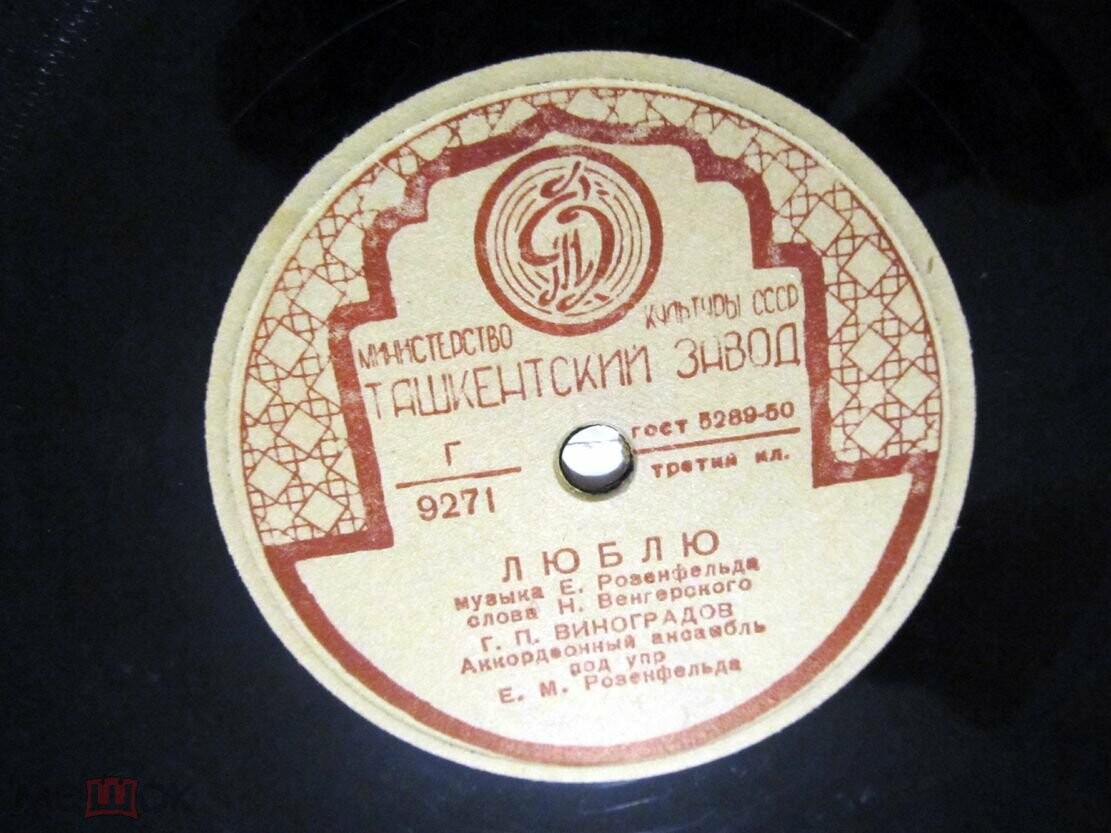 МИНИСТЕРСТВО КУЛЬТУРЫ СССР
ТАШКЕНТСКИЙ ЗАВОД
Г
9271
гост 5289-50
третий кл.
ЛЮБЛЮ
музыка Е. Розенфельда
слова Н. Венгерского
Г. П. ВИНОГРАДОВ
Аккордеонный ансамбль
под упр
Е. М. Розенфельда